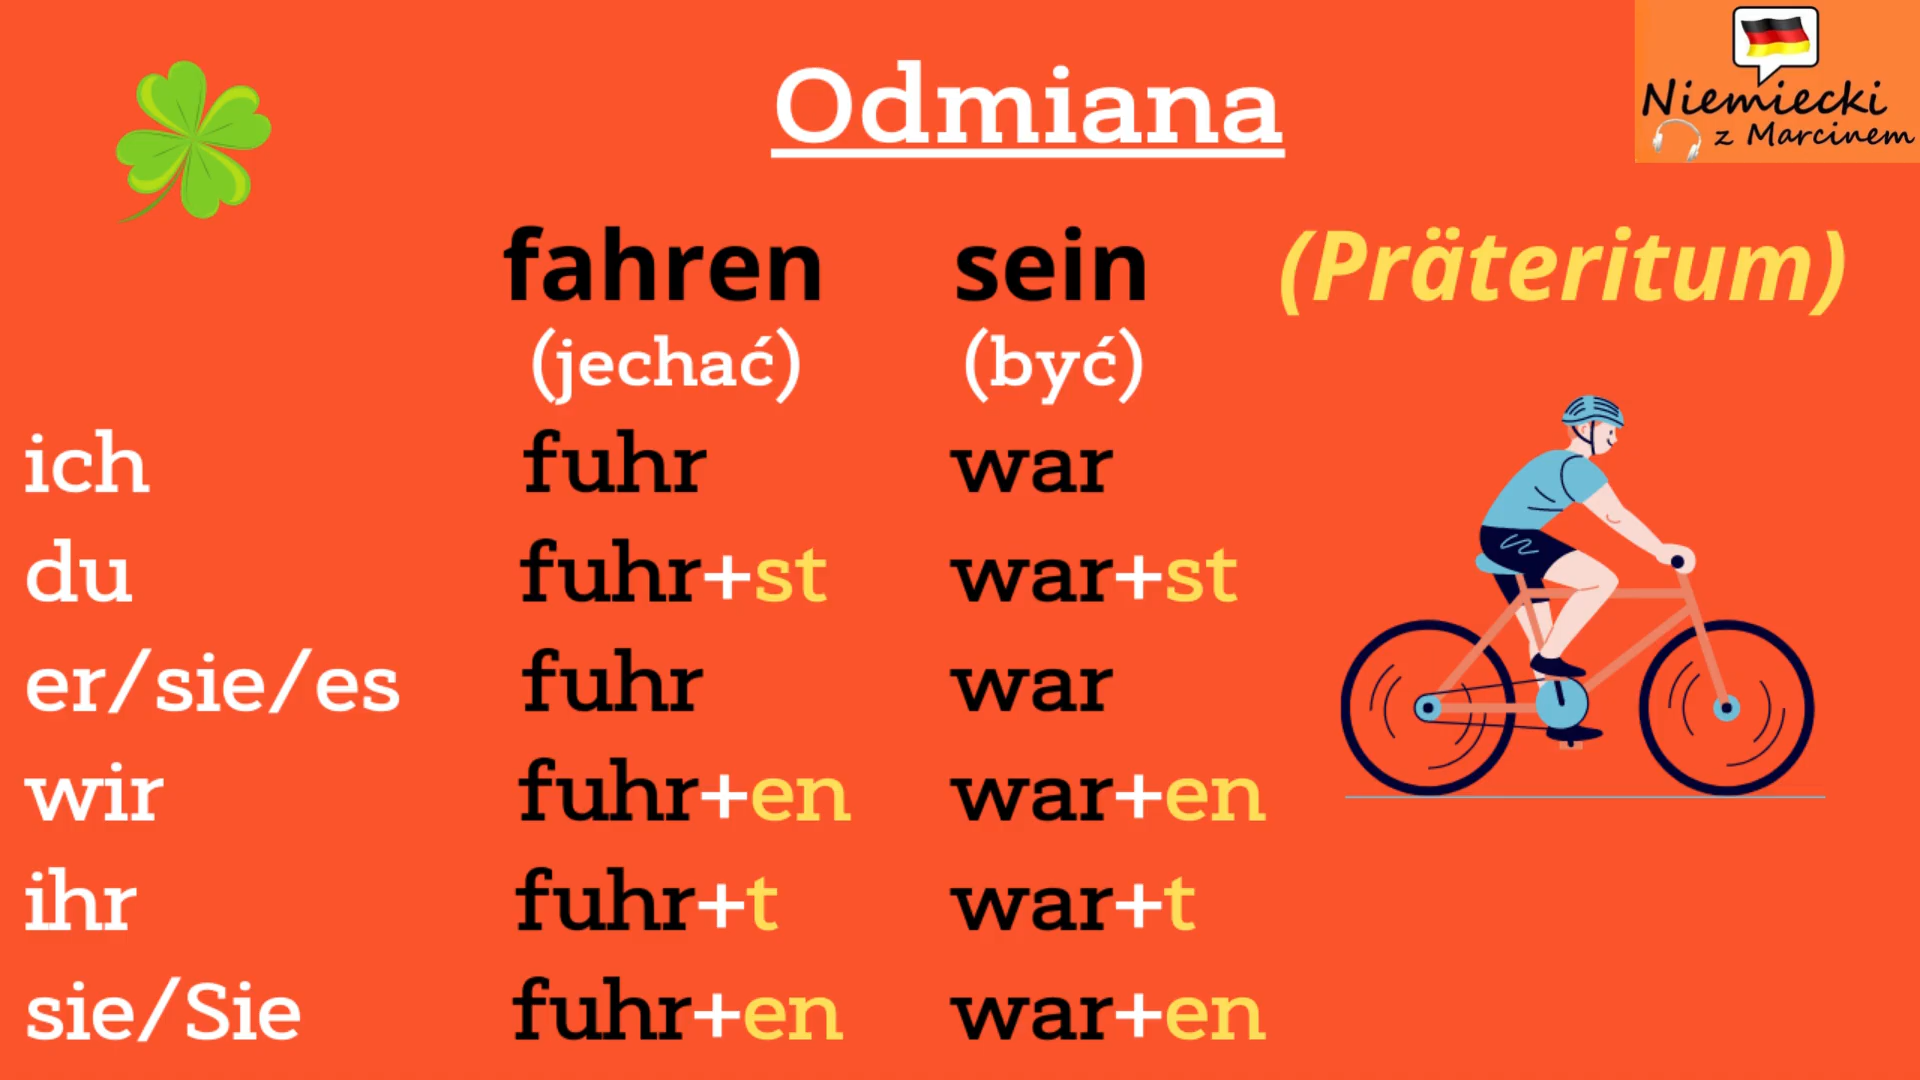 Odmiana
Niemiecki
z Marcinem
fahren sein (Präteritum)
(jechać) (być)
ich fuhr war
du fuhr+st war+st
er/sie/es fuhr war
wir fuhr+en war+en
ihr fuhr+t war+t
sie/Sie fuhr+en war+en